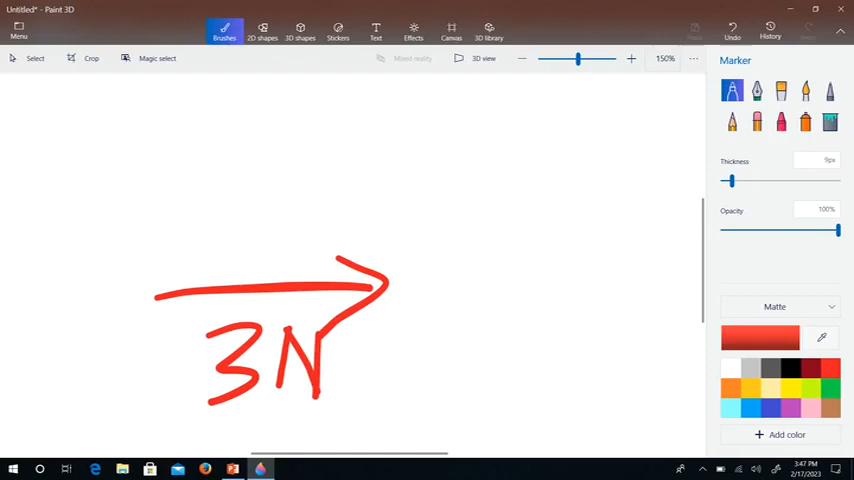 Untitled* - Paint 3D
Menu
Brushes
2D shapes
3D shapes
Stickers
Text
Effects
Canvas
3D library
Paste
Undo
History
Redo
Select
Crop
Magic select
Mixed reality
3D view
150%
Marker
Thickness
9px
Opacity
100%
Matte
Add color
3N
3:47 PM
2/17/2023